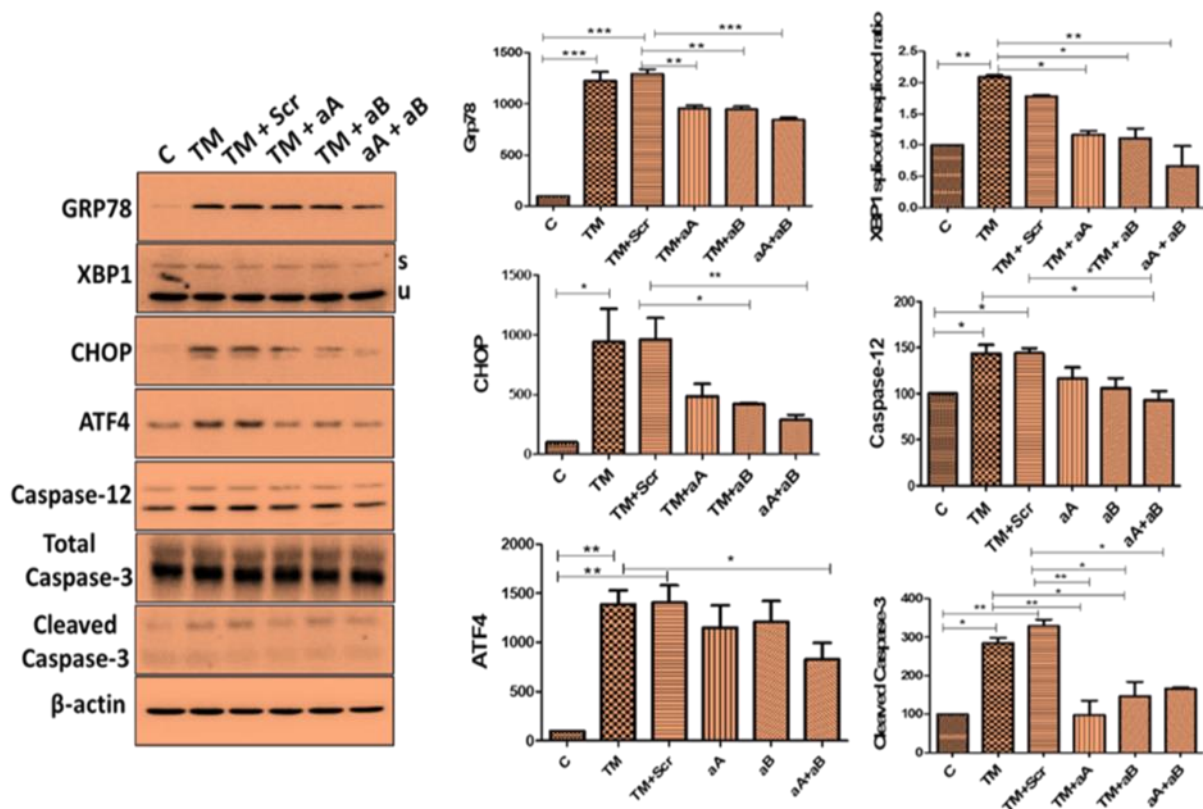 C
TM
TM + Scr
TM + aA
TM + aB
aA + aB
GRP78
XBP1
s
u
CHOP
ATF4
Caspase-12
Total
Caspase-3
Cleaved
Caspase-3
β-actin
***
***
***
**
**
Grp78
1500
1000
500
0
C
TM
TM+Scr
TM+aA
TM+aB
aA+aB
**
**
*
*
XBP1 spliced/unspliced ratio
2.5
2.0
1.5
1.0
0.5
0.0
C
TM
TM + Scr
TM + aA
*TM + aB
aA + aB
*
**
*
CHOP
1500
1000
500
0
C
TM
TM+Scr
TM+aA
TM+aB
aA+aB
*
*
*
Caspase-12
200
150
100
50
0
C
TM
TM+Scr
aA
aB
aA+aB
**
**
*
ATF4
2000
1500
1000
500
0
C
TM
TM+Scr
aA
aB
aA+aB
*
*
**
*
**
**
*
Cleaved Caspase-3
400
300
200
100
0
C
TM
TM+Scr
TM+aA
TM+aB
aA+aB